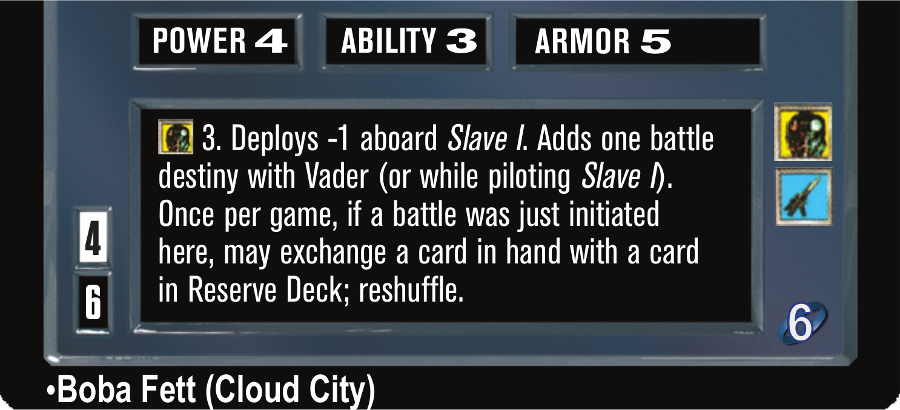 POWER 4 ABILITY 3 ARMOR 5
3. Deploys -1 aboard Slave I. Adds one battle
destiny with Vader (or while piloting Slave I).
Once per game, if a battle was just initiated
here, may exchange a card in hand with a card
in Reserve Deck; reshuffle.
4
6
6
•Boba Fett (Cloud City)